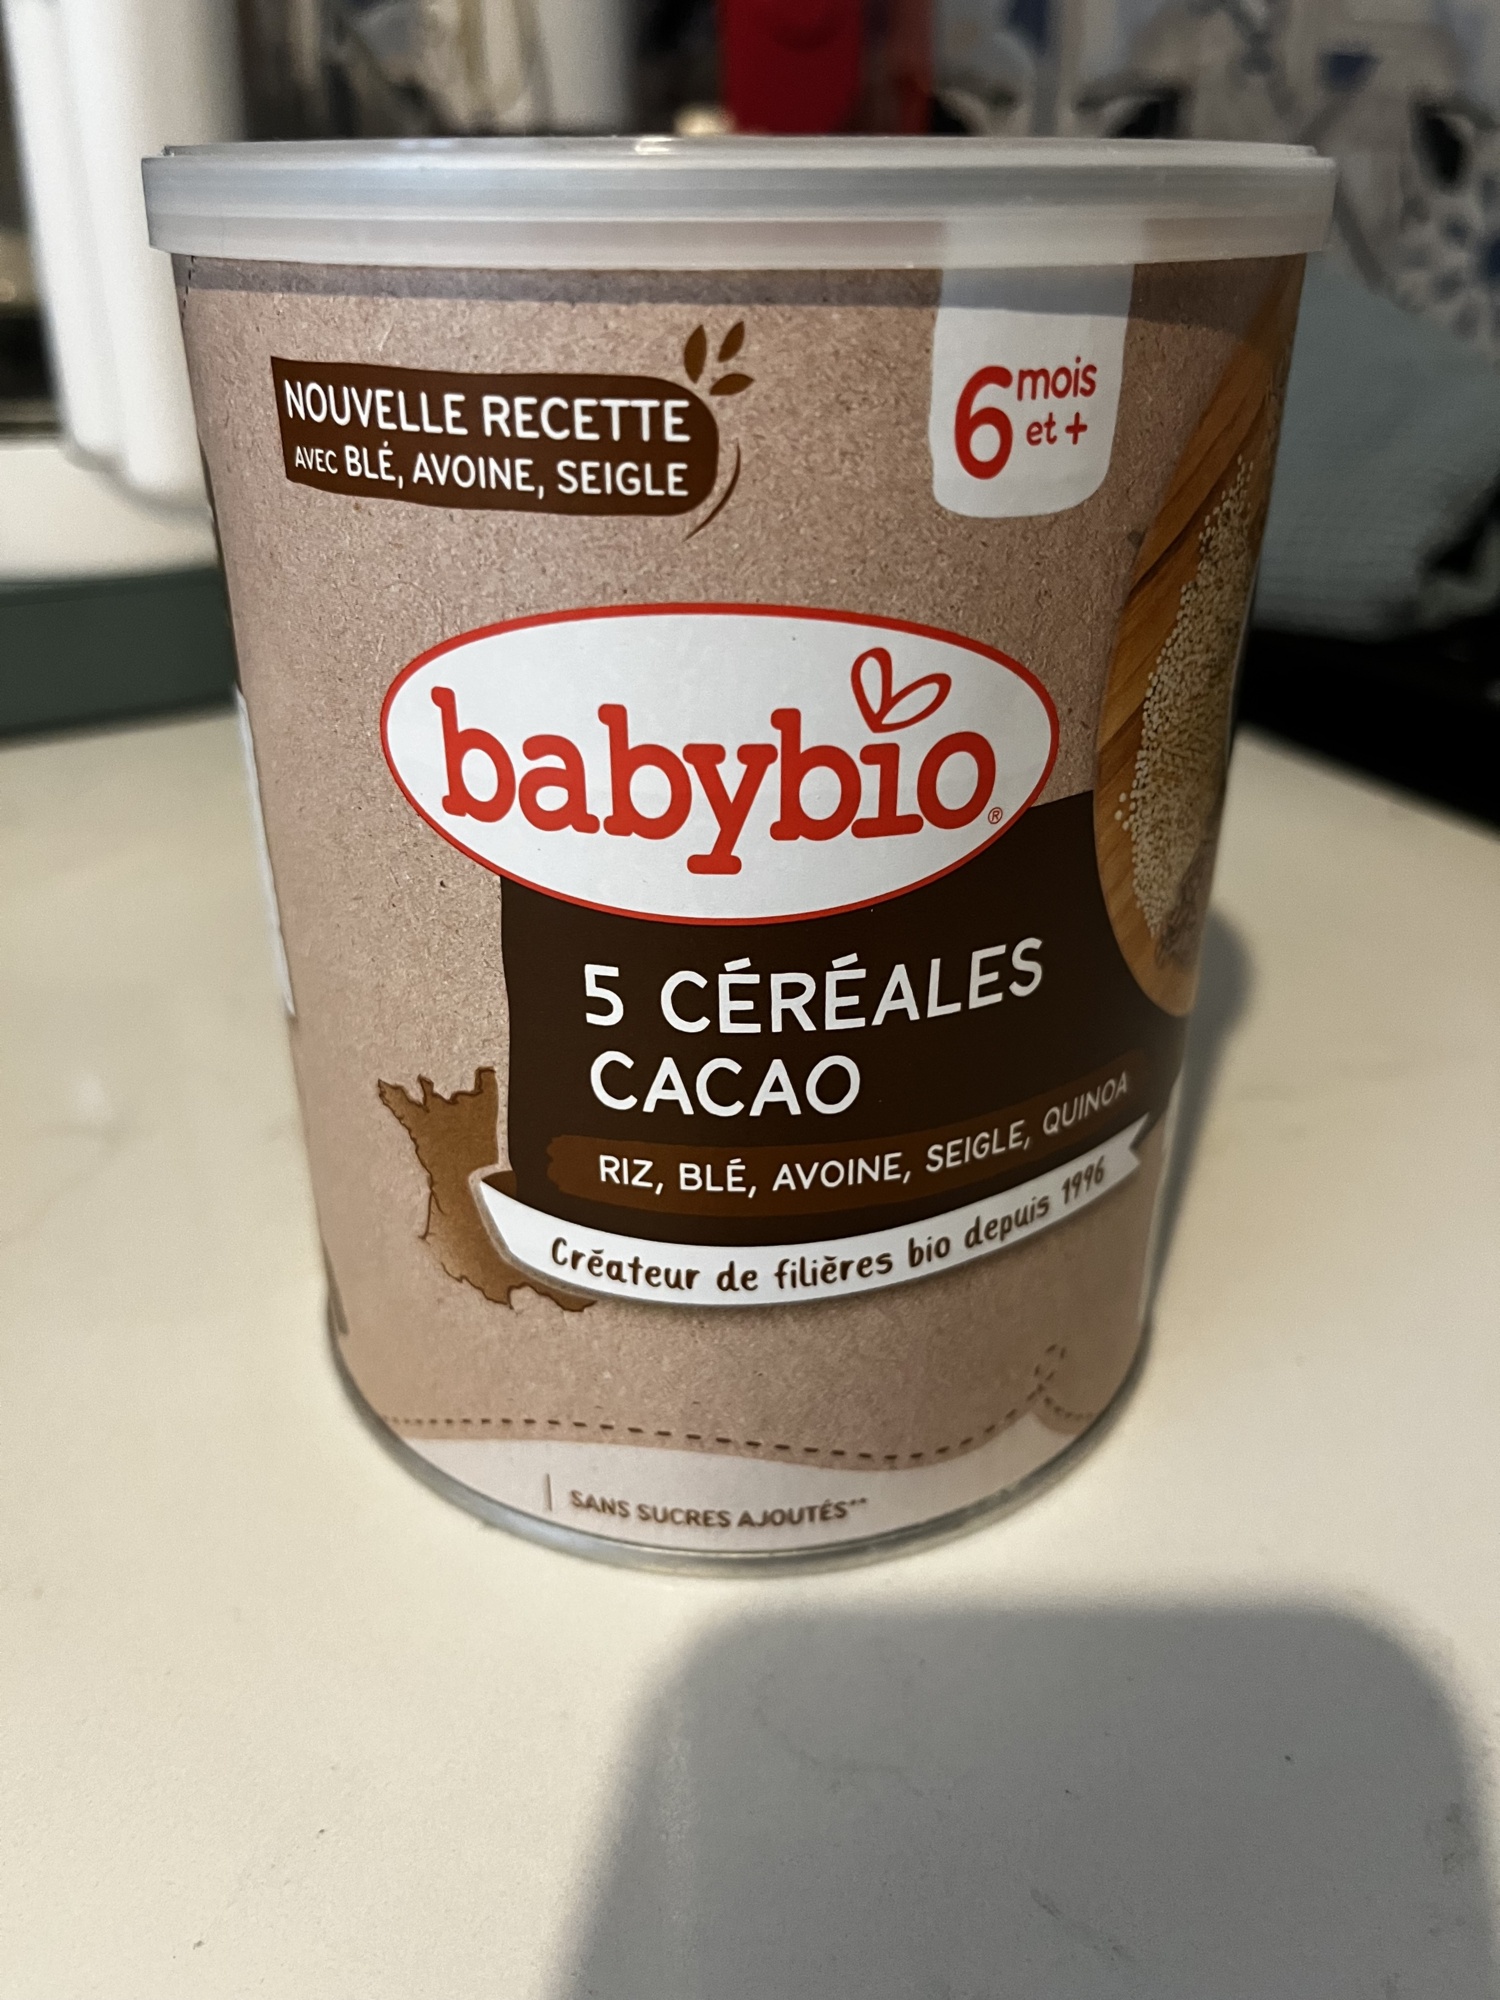 NOUVELLE RECETTE
AVEC BLÉ, AVOINE, SEIGLE
6 mois
et +
babybio®
5 CÉRÉALES
CACAO
RIZ, BLÉ, AVOINE, SEIGLE, QUINOA
Créateur de filières bio depuis 1996
SANS SUCRES AJOUTÉS**